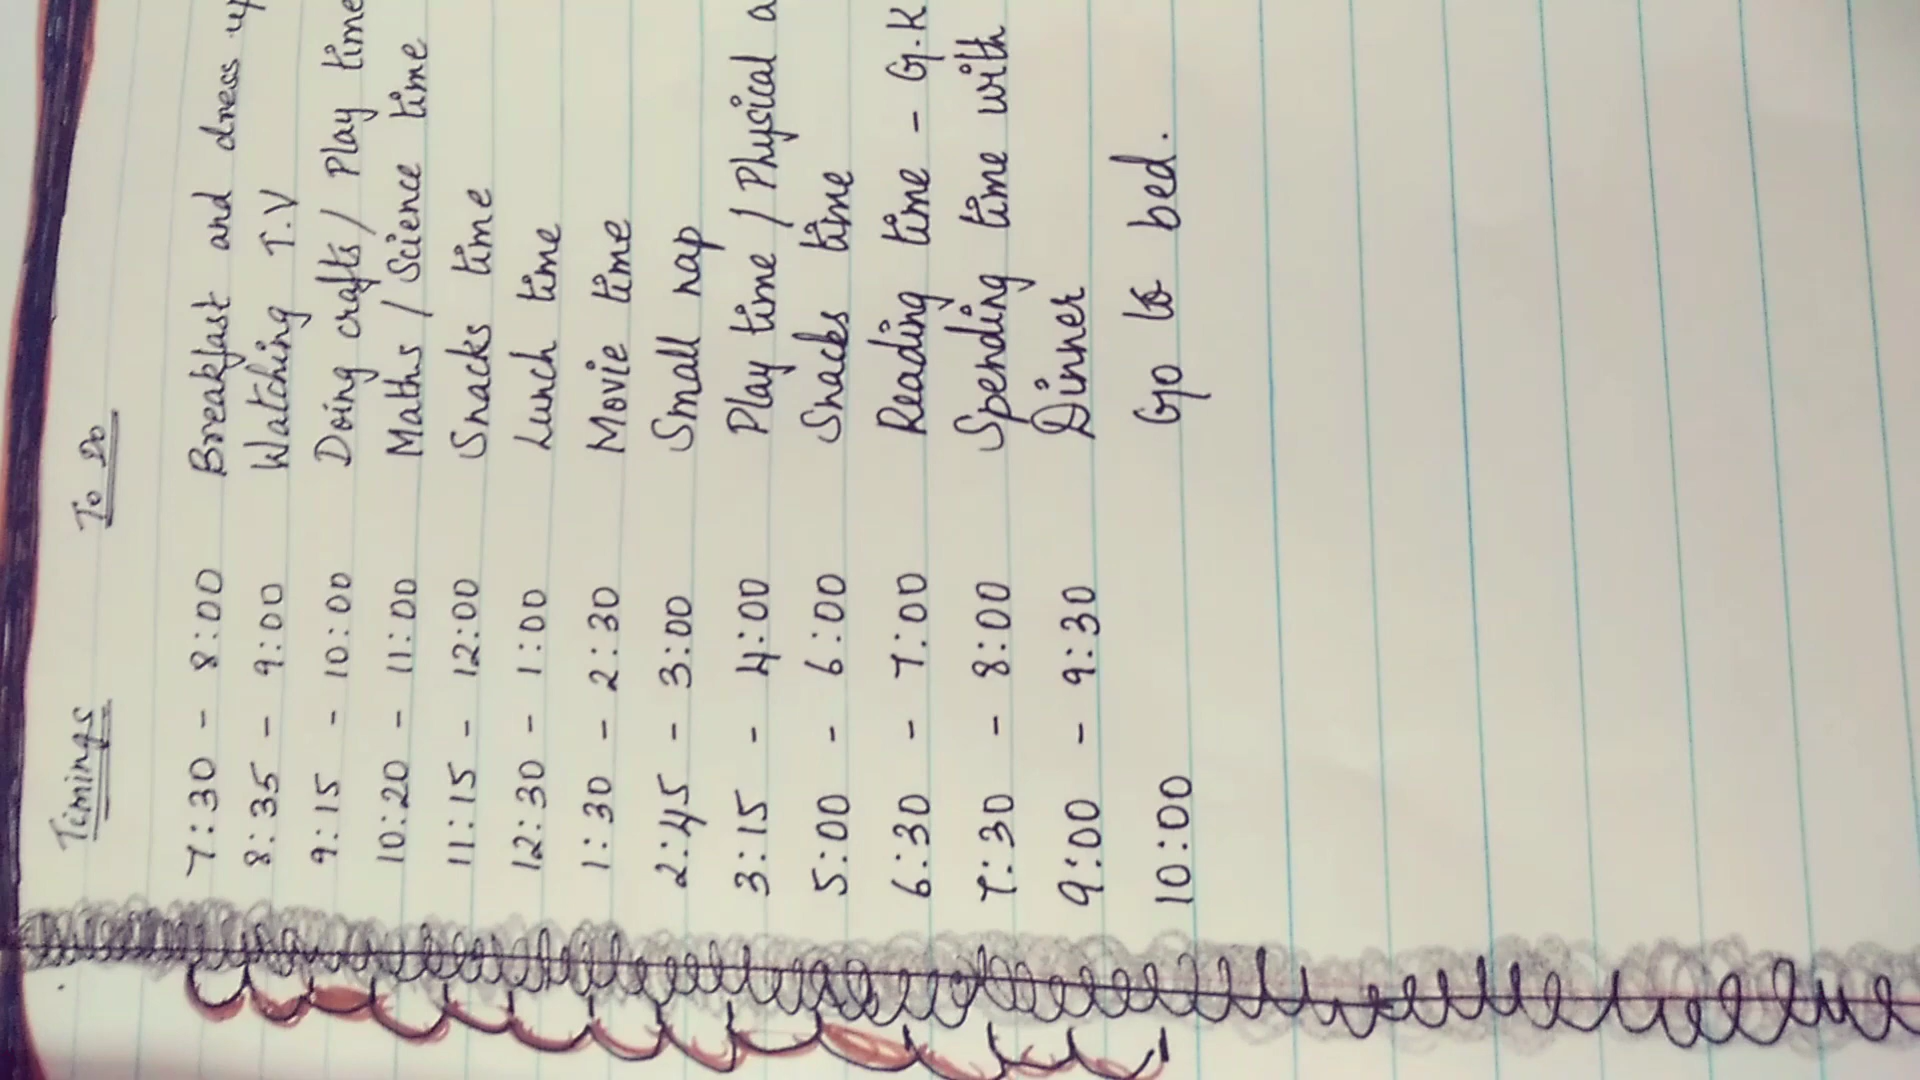 Timings To Do
7:30 - 8:00 Breakfast and dress up
8:35 - 9:00 Watching T.V
9:15 - 10:00 Doing crafts / Play time
10:20 - 11:00 Maths / Science time
11:15 - 12:00 Snacks time
12:30 - 1:00 Lunch time
1:30 - 2:30 Movie time
2:45 - 3:00 Small nap
3:15 - 4:00 Play time / Physical a
5:00 - 6:00 Snacks time
6:30 - 7:00 Reading time - G.K
7:30 - 8:00 Spending time with
9:00 - 9:30 Dinner
10:00 Go to bed.